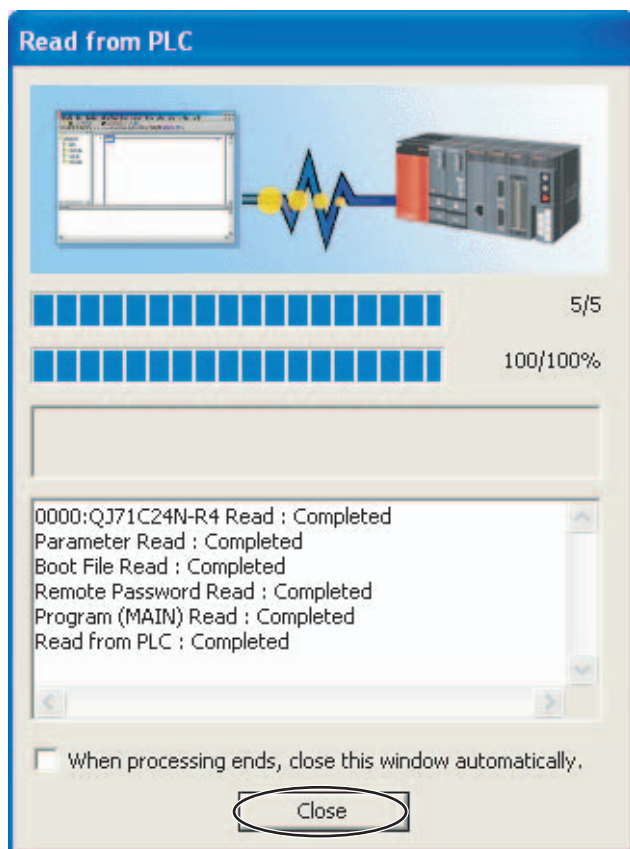 Read from PLC
5/5
100/100%
0000:QJ71C24N-R4 Read : Completed
Parameter Read : Completed
Boot File Read : Completed
Remote Password Read : Completed
Program (MAIN) Read : Completed
Read from PLC : Completed
When processing ends, close this window automatically.
Close